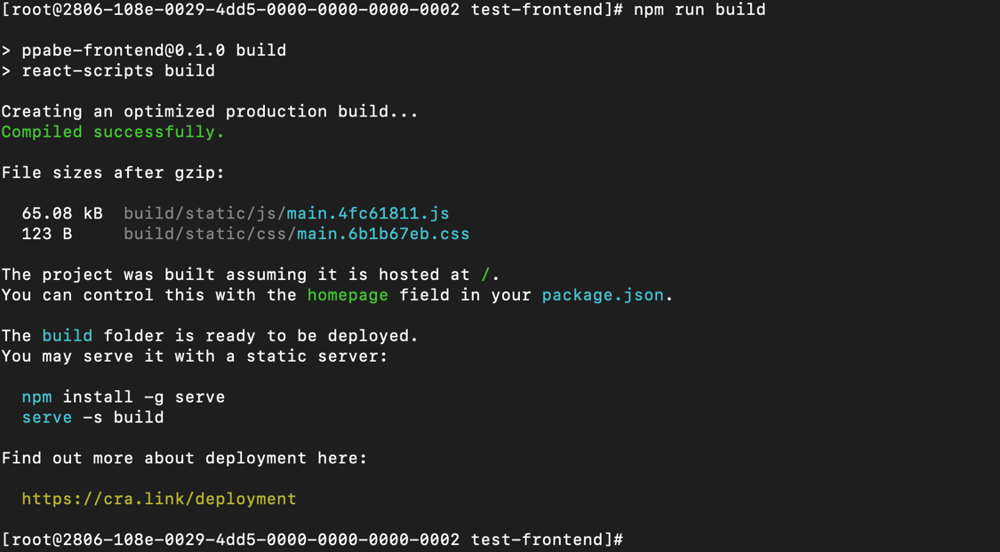 [root@2806-108e-0029-4dd5-0000-0000-0000-0002 test-frontend]# npm run build
> ppabe-frontend@0.1.0 build
> react-scripts build
Creating an optimized production build...
Compiled successfully.
File sizes after gzip:
65.08 kB  build/static/js/main.4fc61811.js
123 B     build/static/css/main.6b1b67eb.css
The project was built assuming it is hosted at /.
You can control this with the homepage field in your package.json.
The build folder is ready to be deployed.
You may serve it with a static server:
npm install -g serve
serve -s build
Find out more about deployment here:
https://cra.link/deployment
[root@2806-108e-0029-4dd5-0000-0000-0000-0002 test-frontend]#